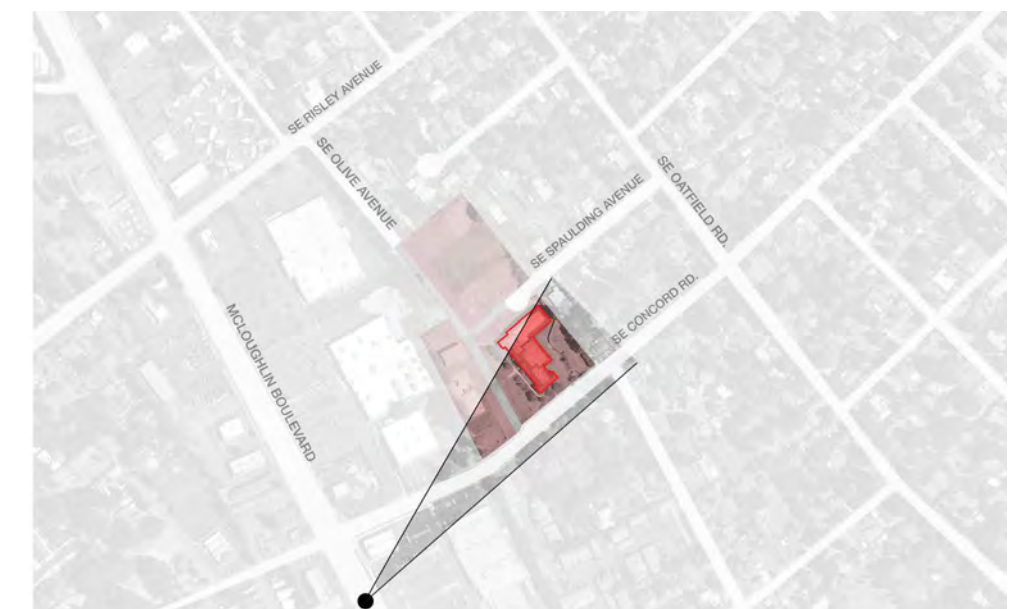 SE RISLEY AVENUE
SE OLIVE AVENUE
SE OATFIELD RD.
SE SPAULDING AVENUE
SE CONCORD RD.
MCLOUGHLIN BOULEVARD